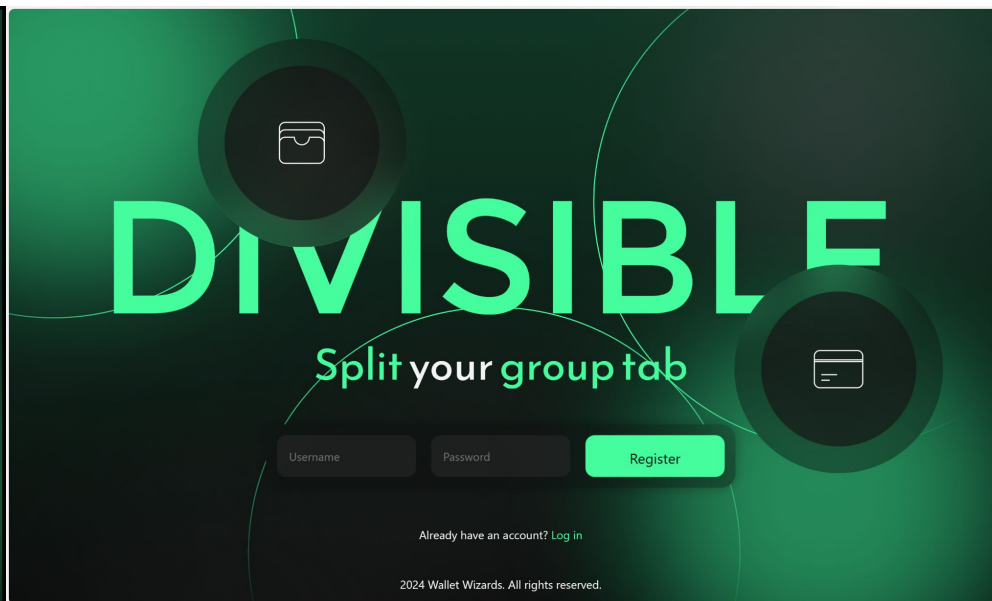 DIVISIBLE
Split your group tab
Username Password Register
Already have an account? Log in
2024 Wallet Wizards. All rights reserved.